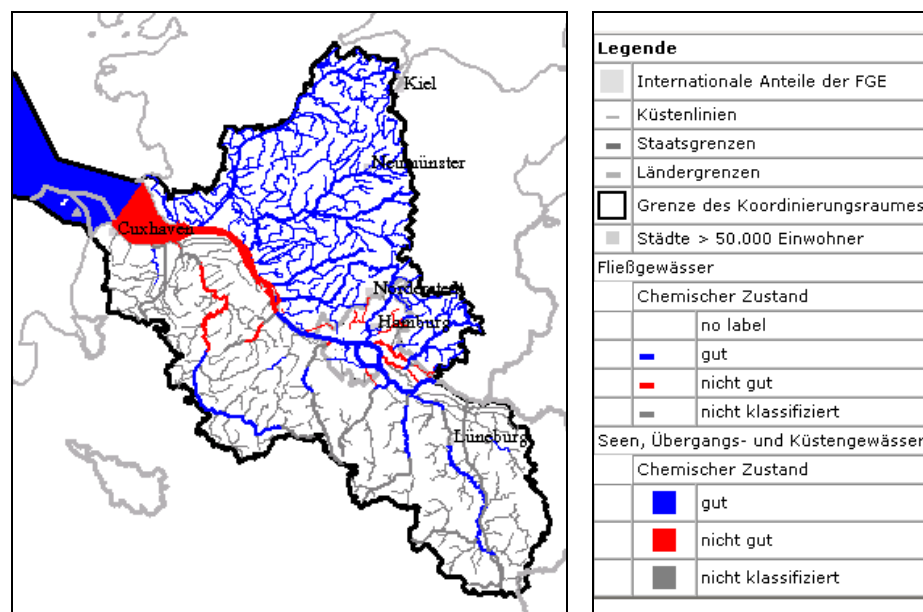 Kiel
Neumünster
Cuxhaven
Norderstedt
Hamburg
Lüneburg
Legende
Internationale Anteile der FGE
Küstenlinien
Staatsgrenzen
Ländergrenzen
Grenze des Koordinierungsraumes
Städte > 50.000 Einwohner
Fließgewässer
Chemischer Zustand
no label
gut
nicht gut
nicht klassifiziert
Seen, Übergangs- und Küstengewässer
Chemischer Zustand
gut
nicht gut
nicht klassifiziert